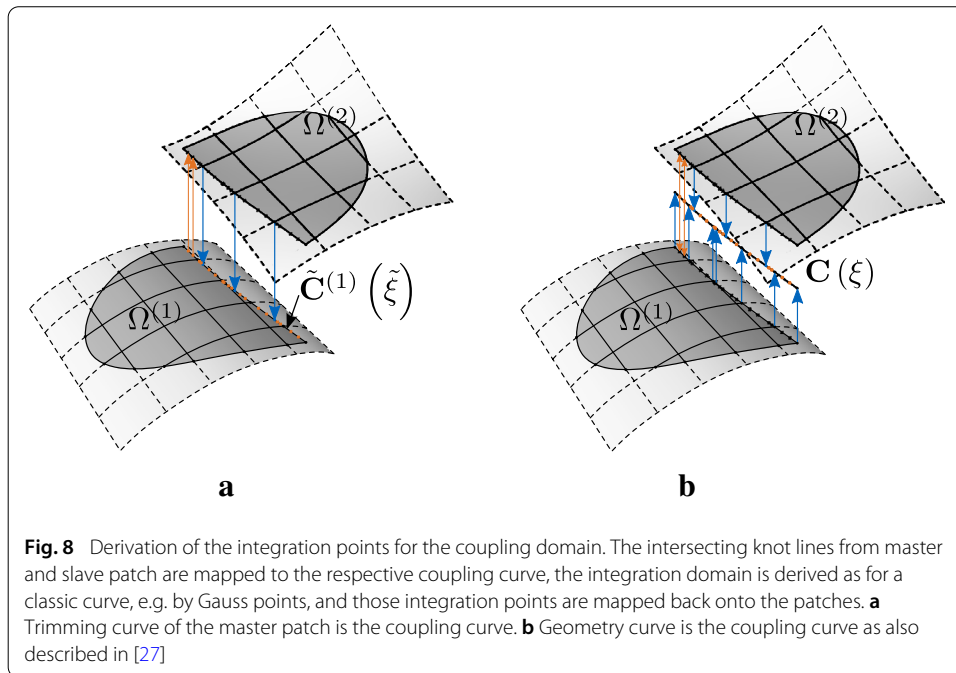 Ω(2)
Ω(1)
C̃(1) (ξ̃)
a
Ω(2)
Ω(1)
C (ξ)
b
Fig. 8 Derivation of the integration points for the coupling domain. The intersecting knot lines from master
and slave patch are mapped to the respective coupling curve, the integration domain is derived as for a
classic curve, e.g. by Gauss points, and those integration points are mapped back onto the patches. a
Trimming curve of the master patch is the coupling curve. b Geometry curve is the coupling curve as also
described in [27]